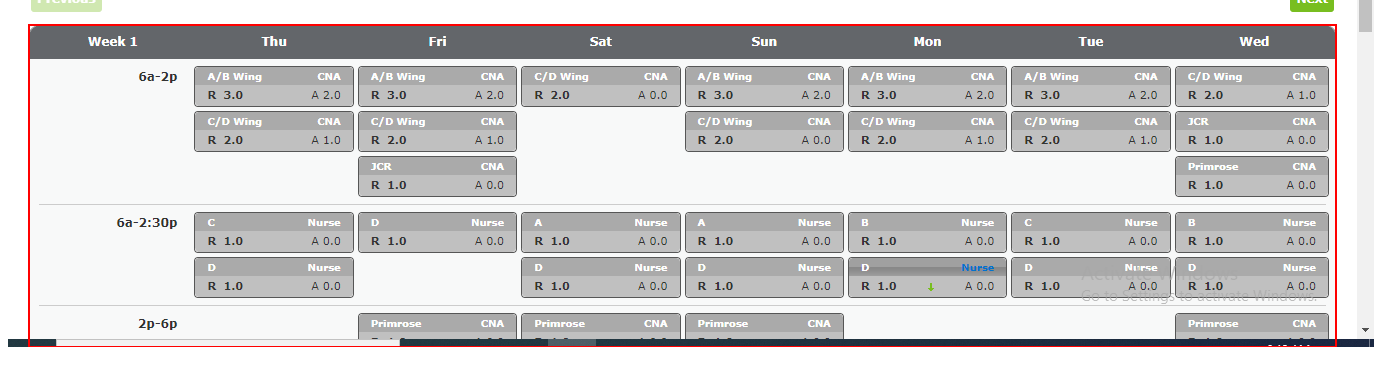 Previous Next
Week 1 Thu Fri Sat Sun Mon Tue Wed
6a-2p A/B Wing CNA A/B Wing CNA C/D Wing CNA A/B Wing CNA A/B Wing CNA A/B Wing CNA C/D Wing CNA
R 3.0 A 2.0 R 3.0 A 2.0 R 2.0 A 0.0 R 3.0 A 2.0 R 3.0 A 2.0 R 3.0 A 2.0 R 2.0 A 1.0
C/D Wing CNA C/D Wing CNA C/D Wing CNA C/D Wing CNA C/D Wing CNA JCR CNA
R 2.0 A 1.0 R 2.0 A 1.0 R 2.0 A 0.0 R 2.0 A 1.0 R 2.0 A 1.0 R 1.0 A 0.0
JCR CNA Primrose CNA
R 1.0 A 0.0 R 1.0 A 0.0
6a-2:30p C Nurse D Nurse A Nurse A Nurse B Nurse C Nurse B Nurse
R 1.0 A 0.0 R 1.0 A 0.0 R 1.0 A 0.0 R 1.0 A 0.0 R 1.0 A 0.0 R 1.0 A 0.0 R 1.0 A 0.0
D Nurse D Nurse D Nurse D Nurse D Nurse D Nurse
R 1.0 A 0.0 R 1.0 A 0.0 R 1.0 A 0.0 R 1.0 A 0.0 R 1.0 A 0.0 R 1.0 A 0.0
Activate Windows
Go to Settings to activate Windows.
2p-6p Primrose CNA Primrose CNA Primrose CNA Primrose CNA